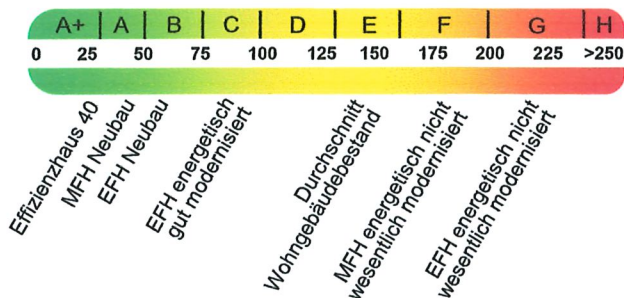 A+ A B C D E F G H
0 25 50 75 100 125 150 175 200 225 >250
Effizienzhaus 40
MFH Neubau
EFH Neubau
EFH energetisch
gut modernisiert
Durchschnitt
Wohngebäudebestand
MFH energetisch nicht
wesentlich modernisiert
EFH energetisch nicht
wesentlich modernisiert